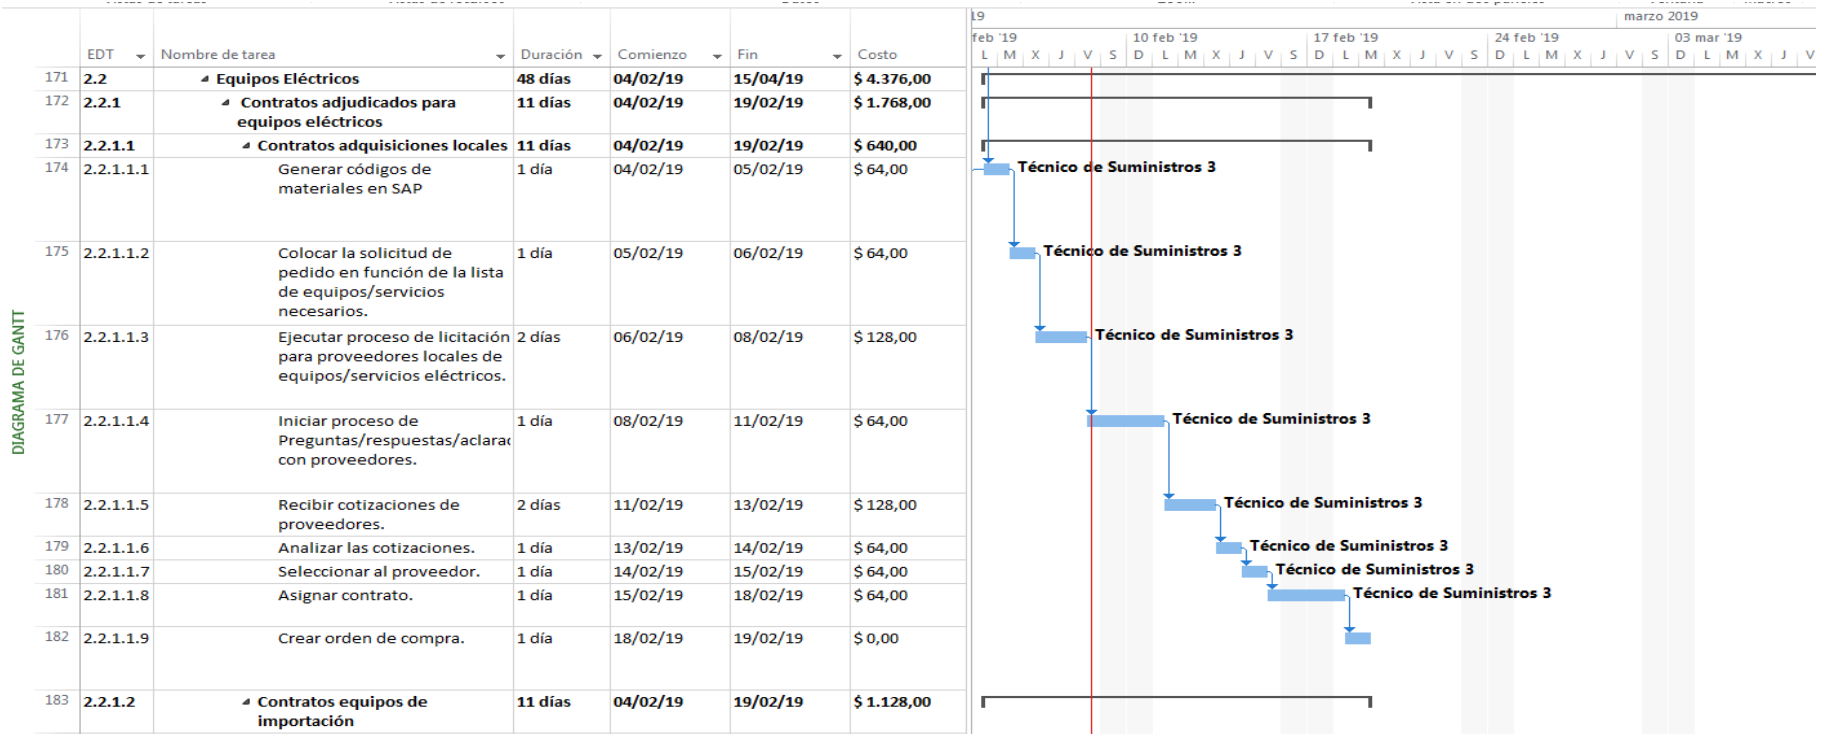 marzo 2019
feb '19 10 feb '19 17 feb '19 24 feb '19 03 mar '19
EDT Nombre de tarea Duración Comienzo Fin Costo L M X J V S D L M X J V S D L M X J V S D L M X J V S D L M X J V
171 2.2 Equipos Eléctricos 48 días 04/02/19 15/04/19 $ 4.376,00
172 2.2.1 Contratos adjudicados para 11 días 04/02/19 19/02/19 $ 1.768,00
equipos eléctricos
173 2.2.1.1 Contratos adquisiciones locales 11 días 04/02/19 19/02/19 $ 640,00
174 2.2.1.1.1 Generar códigos de 1 día 04/02/19 05/02/19 $ 64,00 Técnico de Suministros 3
materiales en SAP
175 2.2.1.1.2 Colocar la solicitud de 1 día 05/02/19 06/02/19 $ 64,00 Técnico de Suministros 3
pedido en función de la lista
de equipos/servicios
necesarios.
176 2.2.1.1.3 Ejecutar proceso de licitación 2 días 06/02/19 08/02/19 $ 128,00 Técnico de Suministros 3
para proveedores locales de
equipos/servicios eléctricos.
177 2.2.1.1.4 Iniciar proceso de 1 día 08/02/19 11/02/19 $ 64,00 Técnico de Suministros 3
Preguntas/respuestas/aclarac
con proveedores.
178 2.2.1.1.5 Recibir cotizaciones de 2 días 11/02/19 13/02/19 $ 128,00 Técnico de Suministros 3
proveedores.
179 2.2.1.1.6 Analizar las cotizaciones. 1 día 13/02/19 14/02/19 $ 64,00 Técnico de Suministros 3
180 2.2.1.1.7 Seleccionar al proveedor. 1 día 14/02/19 15/02/19 $ 64,00 Técnico de Suministros 3
181 2.2.1.1.8 Asignar contrato. 1 día 15/02/19 18/02/19 $ 64,00 Técnico de Suministros 3
182 2.2.1.1.9 Crear orden de compra. 1 día 18/02/19 19/02/19 $ 0,00
183 2.2.1.2 Contratos equipos de 11 días 04/02/19 19/02/19 $ 1.128,00
importación
DIAGRAMA DE GANTT